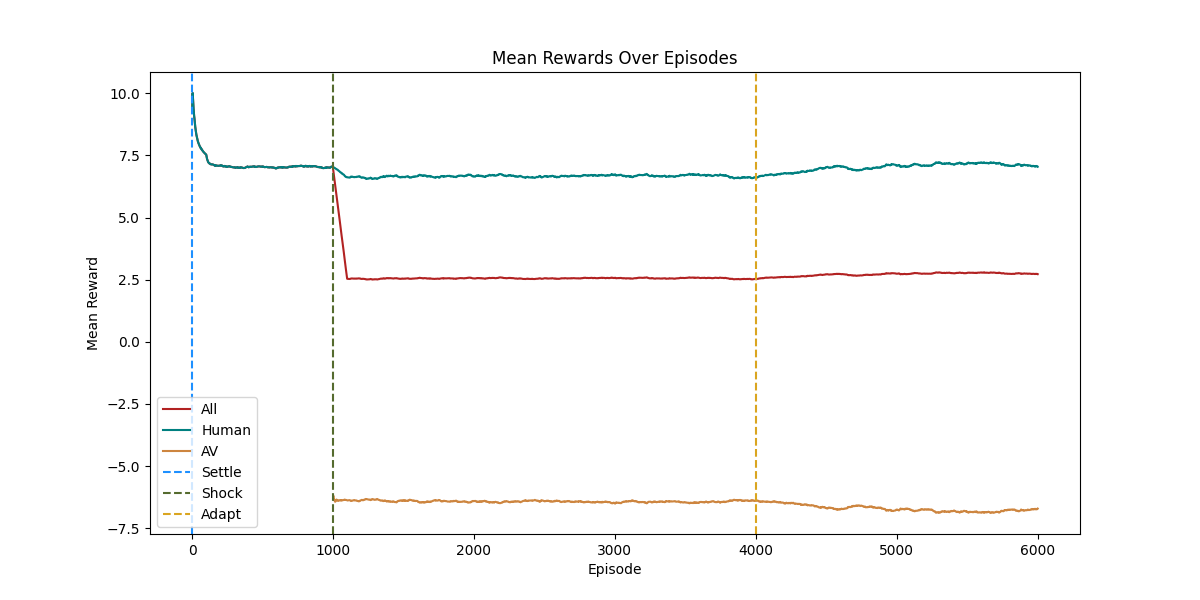 Mean Rewards Over Episodes
Mean Reward
10.0
7.5
5.0
2.5
0.0
−2.5
−5.0
−7.5
All
Human
AV
Settle
Shock
Adapt
0 1000 2000 3000 4000 5000 6000
Episode